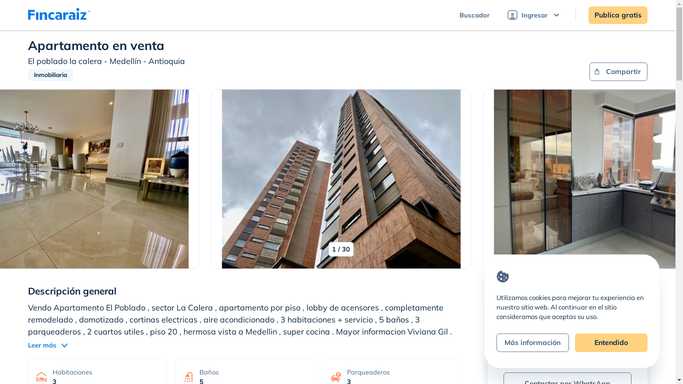 Fincaraiz
Buscador
Ingresar
Publica gratis
Apartamento en venta
El poblado la calera - Medellín - Antioquia
Inmobiliaria
Compartir
1 / 30
Descripción general
Vendo Apartamento El Poblado , sector La Calera , apartamento por piso , lobby de acensores , completamente
remodelado , damotizado , cortinas electricas , aire acondicionado , 3 habitaciones + servicio , 5 baños , 3
parqueaderos , 2 cuartos utiles , piso 20 , hermosa vista a Medellin , super cocina . Mayor informacion Viviana Gil .
Leer más
Habitaciones
3
Baños
5
Parqueaderos
3
Utilizamos cookies para mejorar tu experiencia en
nuestro sitio web. Al continuar en el sitio
consideramos que aceptas su uso.
Más información
Entendido
Contactar por WhatsApp